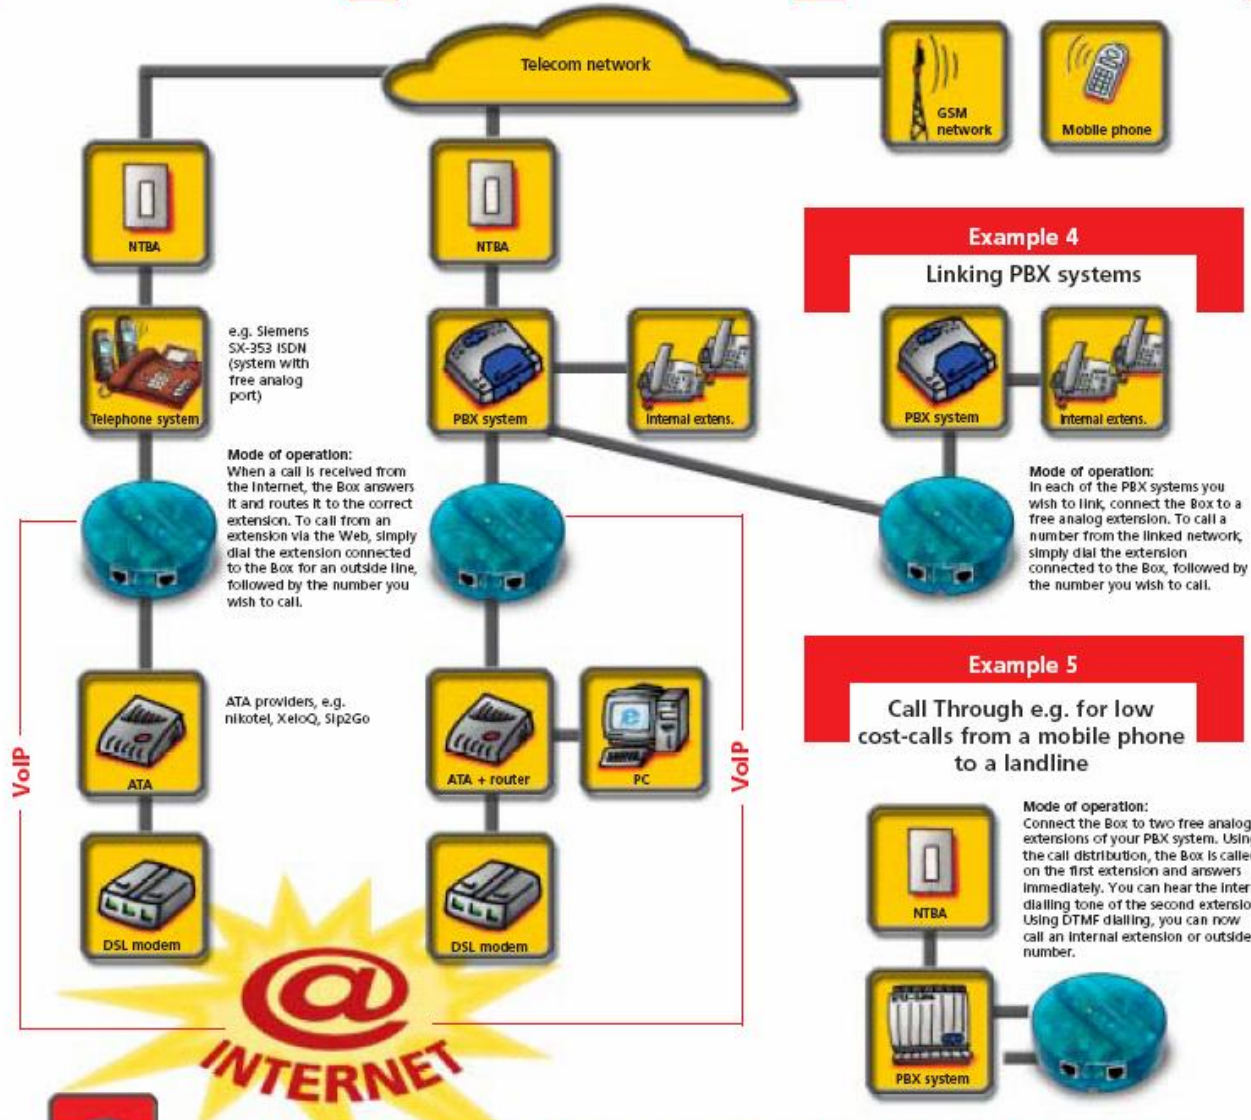 Telecom network
GSM
network
Mobile phone
NTBA
NTBA
Example 4
Linking PBX systems
Telephone system
e.g. Siemens
SX-353 ISDN
(system with
free analog
port)
PBX system
Internal extens.
PBX system
Internal extens.
Mode of operation:
When a call is received from
the Internet, the Box answers
it and routes it to the correct
extension. To call from an
extension via the Web, simply
dial the extension connected
to the Box for an outside line,
followed by the number you
wish to call.
Mode of operation:
In each of the PBX systems you
wish to link, connect the Box to a
free analog extension. To call a
number from the linked network,
simply dial the extension
connected to the Box, followed by
the number you wish to call.
VoIP
ATA
ATA providers, e.g.
nikotel, XeloQ, Sip2Go
ATA + router
PC
VoIP
DSL modem
DSL modem
@
INTERNET
Example 5
Call Through e.g. for low
cost-calls from a mobile phone
to a landline
NTBA
Mode of operation:
Connect the Box to two free analog
extensions of your PBX system. Using
the call distribution, the Box is called
on the first extension and answers
immediately. You can hear the inter
dialling tone of the second extensio
Using DTMF dialling, you can now
call an internal extension or outside
number.
PBX system